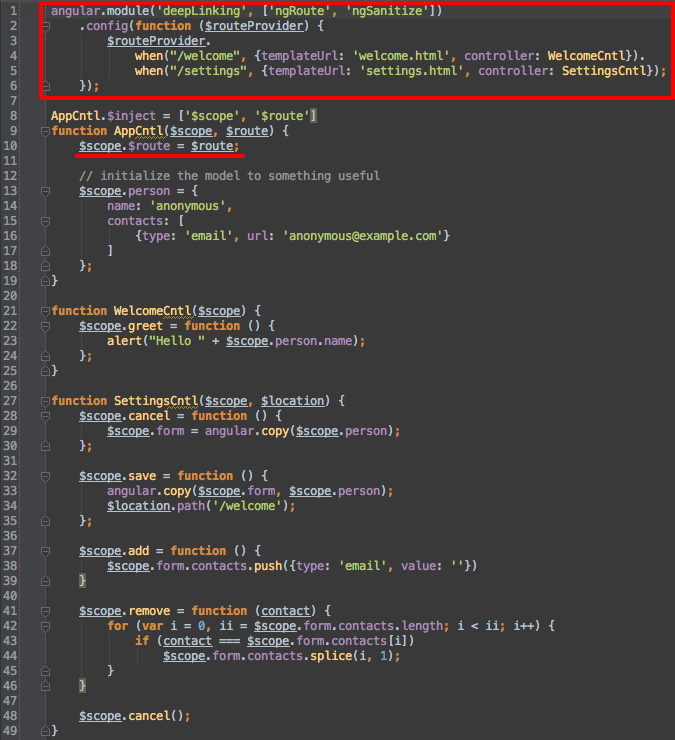 1 angular.module('deepLinking', ['ngRoute', 'ngSanitize'])
2     .config(function ($routeProvider) {
3         $routeProvider.
4             when("/welcome", {templateUrl: 'welcome.html', controller: WelcomeCntl}).
5             when("/settings", {templateUrl: 'settings.html', controller: SettingsCntl});
6     });
7
8 AppCntl.$inject = ['$scope', '$route']
9 function AppCntl($scope, $route) {
10     $scope.$route = $route;
11
12     // initialize the model to something useful
13     $scope.person = {
14         name: 'anonymous',
15         contacts: [
16             {type: 'email', url: 'anonymous@example.com'}
17         ]
18     };
19 }
20
21 function WelcomeCntl($scope) {
22     $scope.greet = function () {
23         alert("Hello " + $scope.person.name);
24     };
25 }
26
27 function SettingsCntl($scope, $location) {
28     $scope.cancel = function () {
29         $scope.form = angular.copy($scope.person);
30     };
31
32     $scope.save = function () {
33         angular.copy($scope.form, $scope.person);
34         $location.path('/welcome');
35     };
36
37     $scope.add = function () {
38         $scope.form.contacts.push({type: 'email', value: ''})
39     }
40
41     $scope.remove = function (contact) {
42         for (var i = 0, ii = $scope.form.contacts.length; i < ii; i++) {
43             if (contact === $scope.form.contacts[i])
44                 $scope.form.contacts.splice(i, 1);
45         }
46     }
47
48     $scope.cancel();
49 }